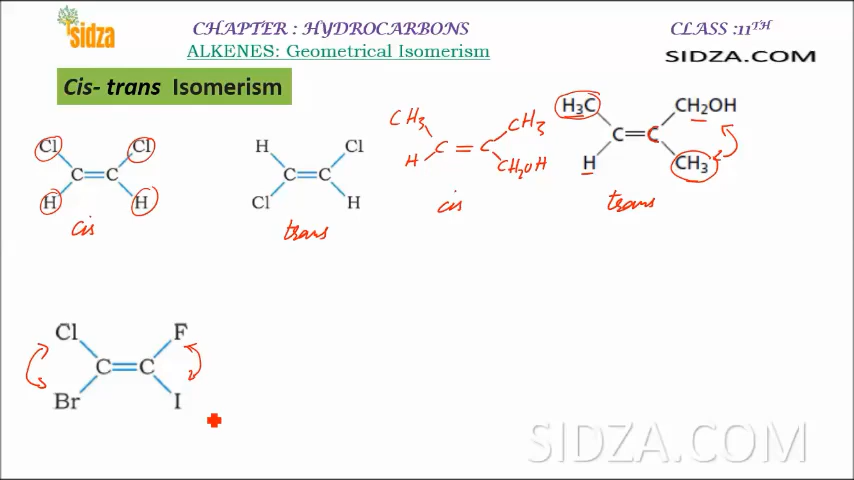 sidza
CHAPTER : HYDROCARBONS
CLASS :11TH
ALKENES: Geometrical Isomerism
SIDZA.COM
Cis- trans Isomerism
Cl Cl
C=C
H H
cis
H Cl
C=C
Cl H
trans
CH3 CH3
C=C
H CH2OH
cis
H3C CH2OH
C=C
H CH3
trans
Cl F
C=C
Br I
SIDZA.COM